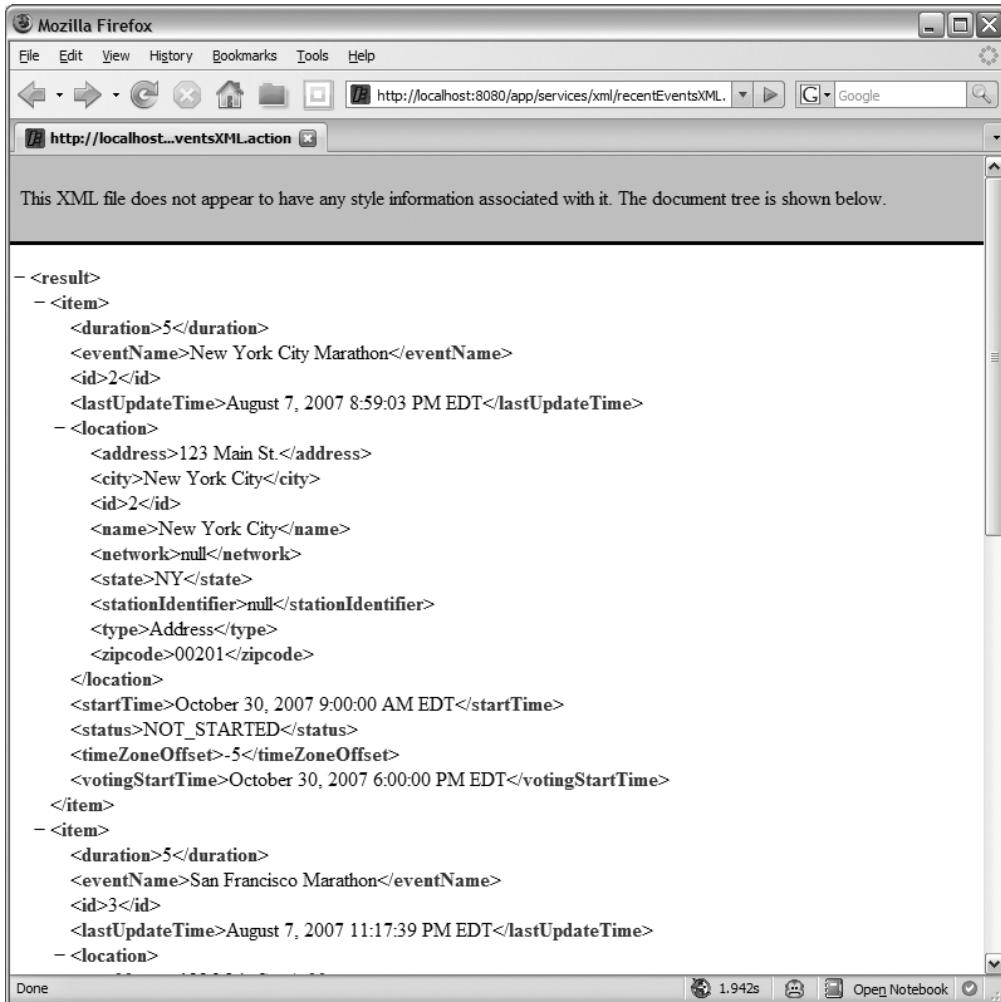 Mozilla Firefox
File Edit View History Bookmarks Tools Help
http://localhost:8080/app/services/xml/recentEventsXML.
G Google
http://localhost...ventsXML.action
This XML file does not appear to have any style information associated with it. The document tree is shown below.
− <result>
− <item>
<duration>5</duration>
<eventName>New York City Marathon</eventName>
<id>2</id>
<lastUpdateTime>August 7, 2007 8:59:03 PM EDT</lastUpdateTime>
− <location>
<address>123 Main St.</address>
<city>New York City</city>
<id>2</id>
<name>New York City</name>
<network>null</network>
<state>NY</state>
<stationIdentifier>null</stationIdentifier>
<type>Address</type>
<zipcode>00201</zipcode>
</location>
<startTime>October 30, 2007 9:00:00 AM EDT</startTime>
<status>NOT_STARTED</status>
<timeZoneOffset>-5</timeZoneOffset>
<votingStartTime>October 30, 2007 6:00:00 PM EDT</votingStartTime>
</item>
− <item>
<duration>5</duration>
<eventName>San Francisco Marathon</eventName>
<id>3</id>
<lastUpdateTime>August 7, 2007 11:17:39 PM EDT</lastUpdateTime>
− <location>
Done 1.942s Open Notebook